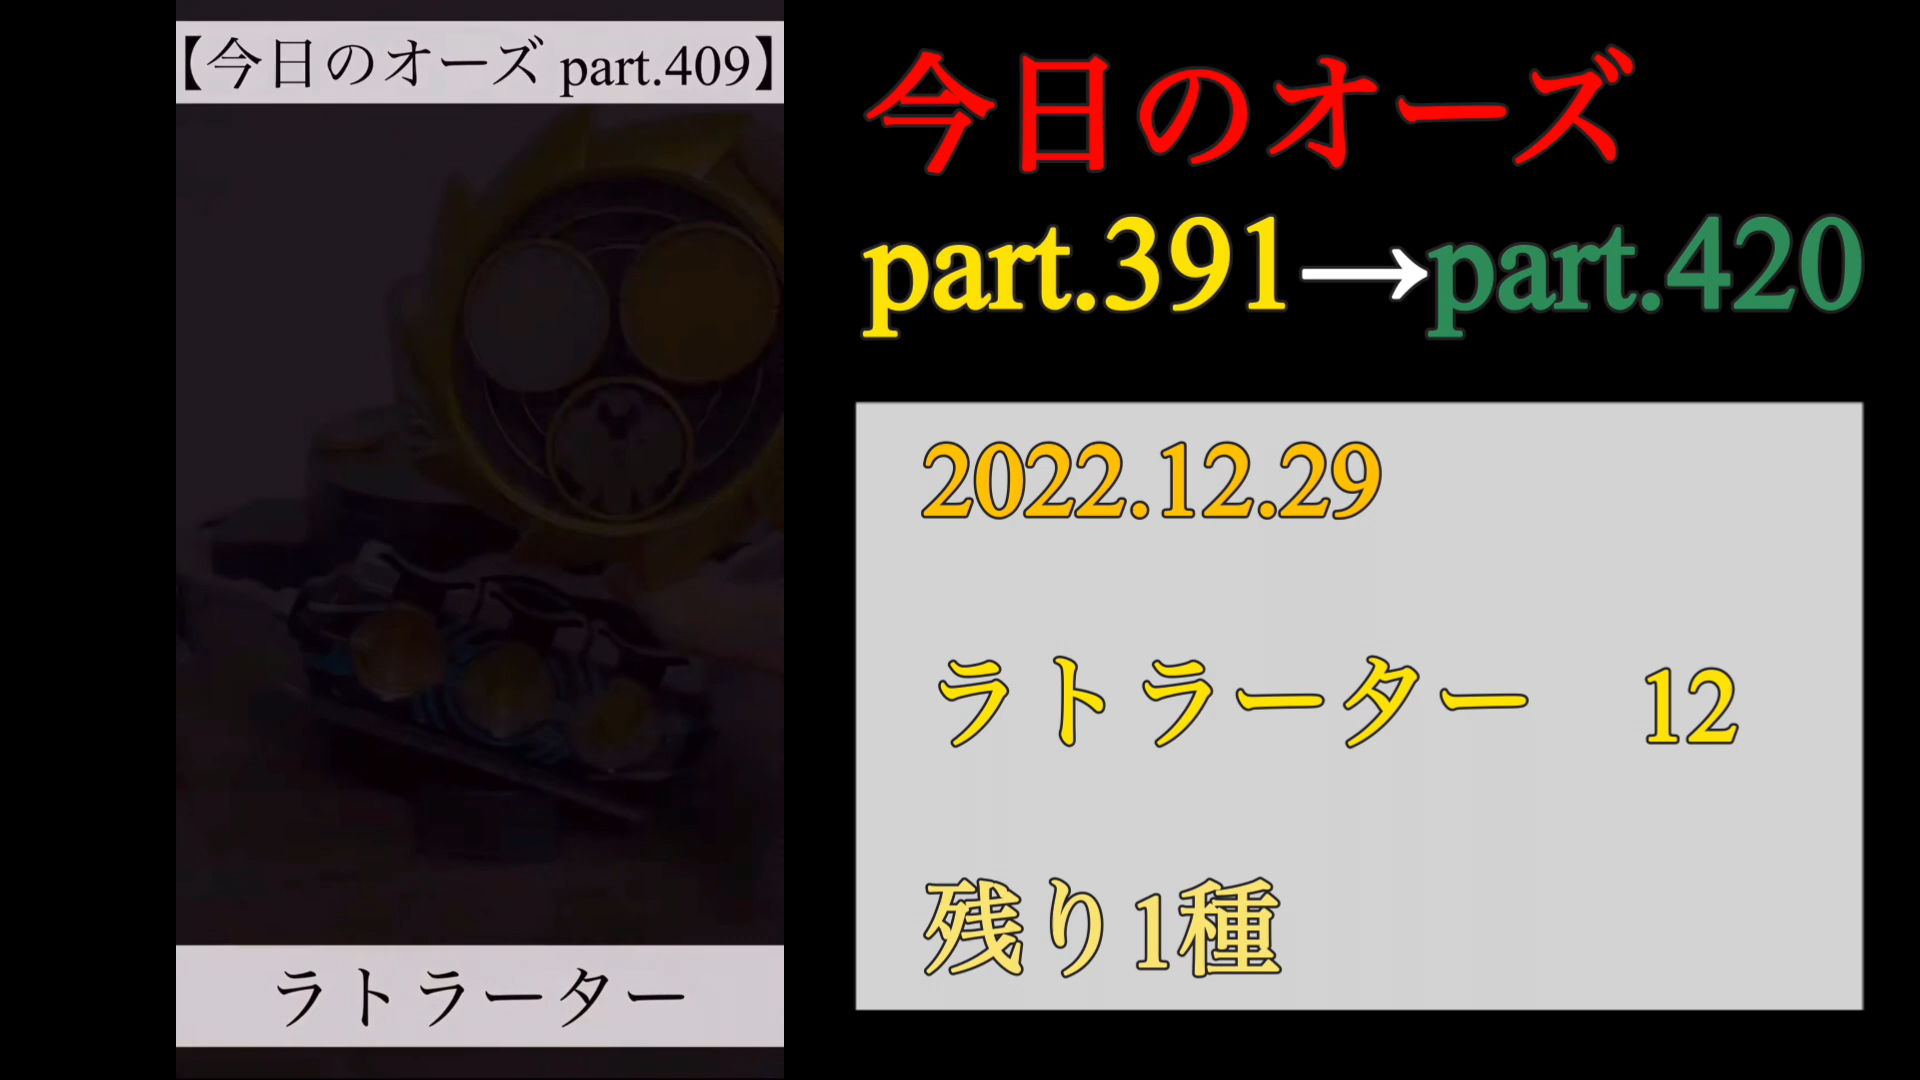 【今日のオーズ part.409】
ラトラーター
今日のオーズ
part.391→part.420
2022.12.29
ラトラーター　12
残り1種